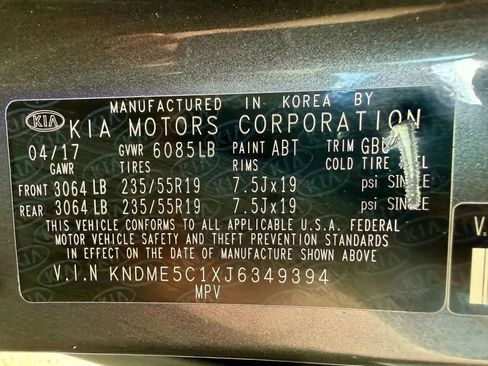 MANUFACTURED IN KOREA BY
KIA KIA MOTORS CORPORATION
04/17 GVWR 6085LB PAINT ABT TRIM
GAWR TIRES RIMS COLD TIRE
FRONT 3064 LB 235/55R19 7.5Jx19 psi SINGLE
REAR 3064 LB 235/55R19 7.5Jx19 psi SINGLE
THIS VEHICLE CONFORMS TO ALL APPLICABLE U.S.A. FEDERAL
MOTOR VEHICLE SAFETY AND THEFT PREVENTION STANDARDS
IN EFFECT ON THE DATE OF MANUFACTURE SHOWN ABOVE
V.I.N KNDME5C1XJ6349394
MPV